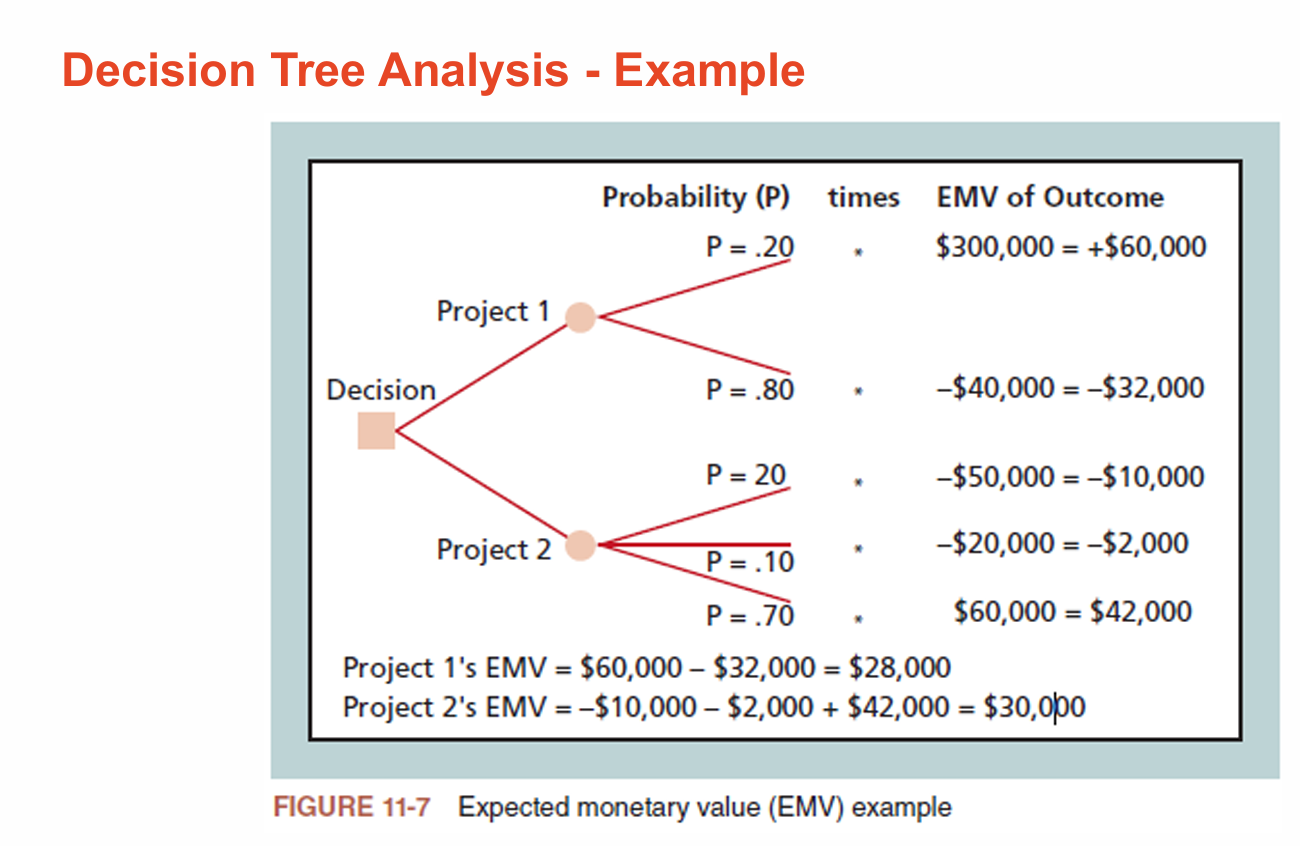 Decision Tree Analysis - Example
Probability (P) times EMV of Outcome
P = .20 * $300,000 = +$60,000
Project 1
Decision
P = .80 * –$40,000 = –$32,000
P = 20 * –$50,000 = –$10,000
Project 2
P = .10 * –$20,000 = –$2,000
P = .70 * $60,000 = $42,000
Project 1's EMV = $60,000 – $32,000 = $28,000
Project 2's EMV = –$10,000 – $2,000 + $42,000 = $30,000
FIGURE 11-7 Expected monetary value (EMV) example